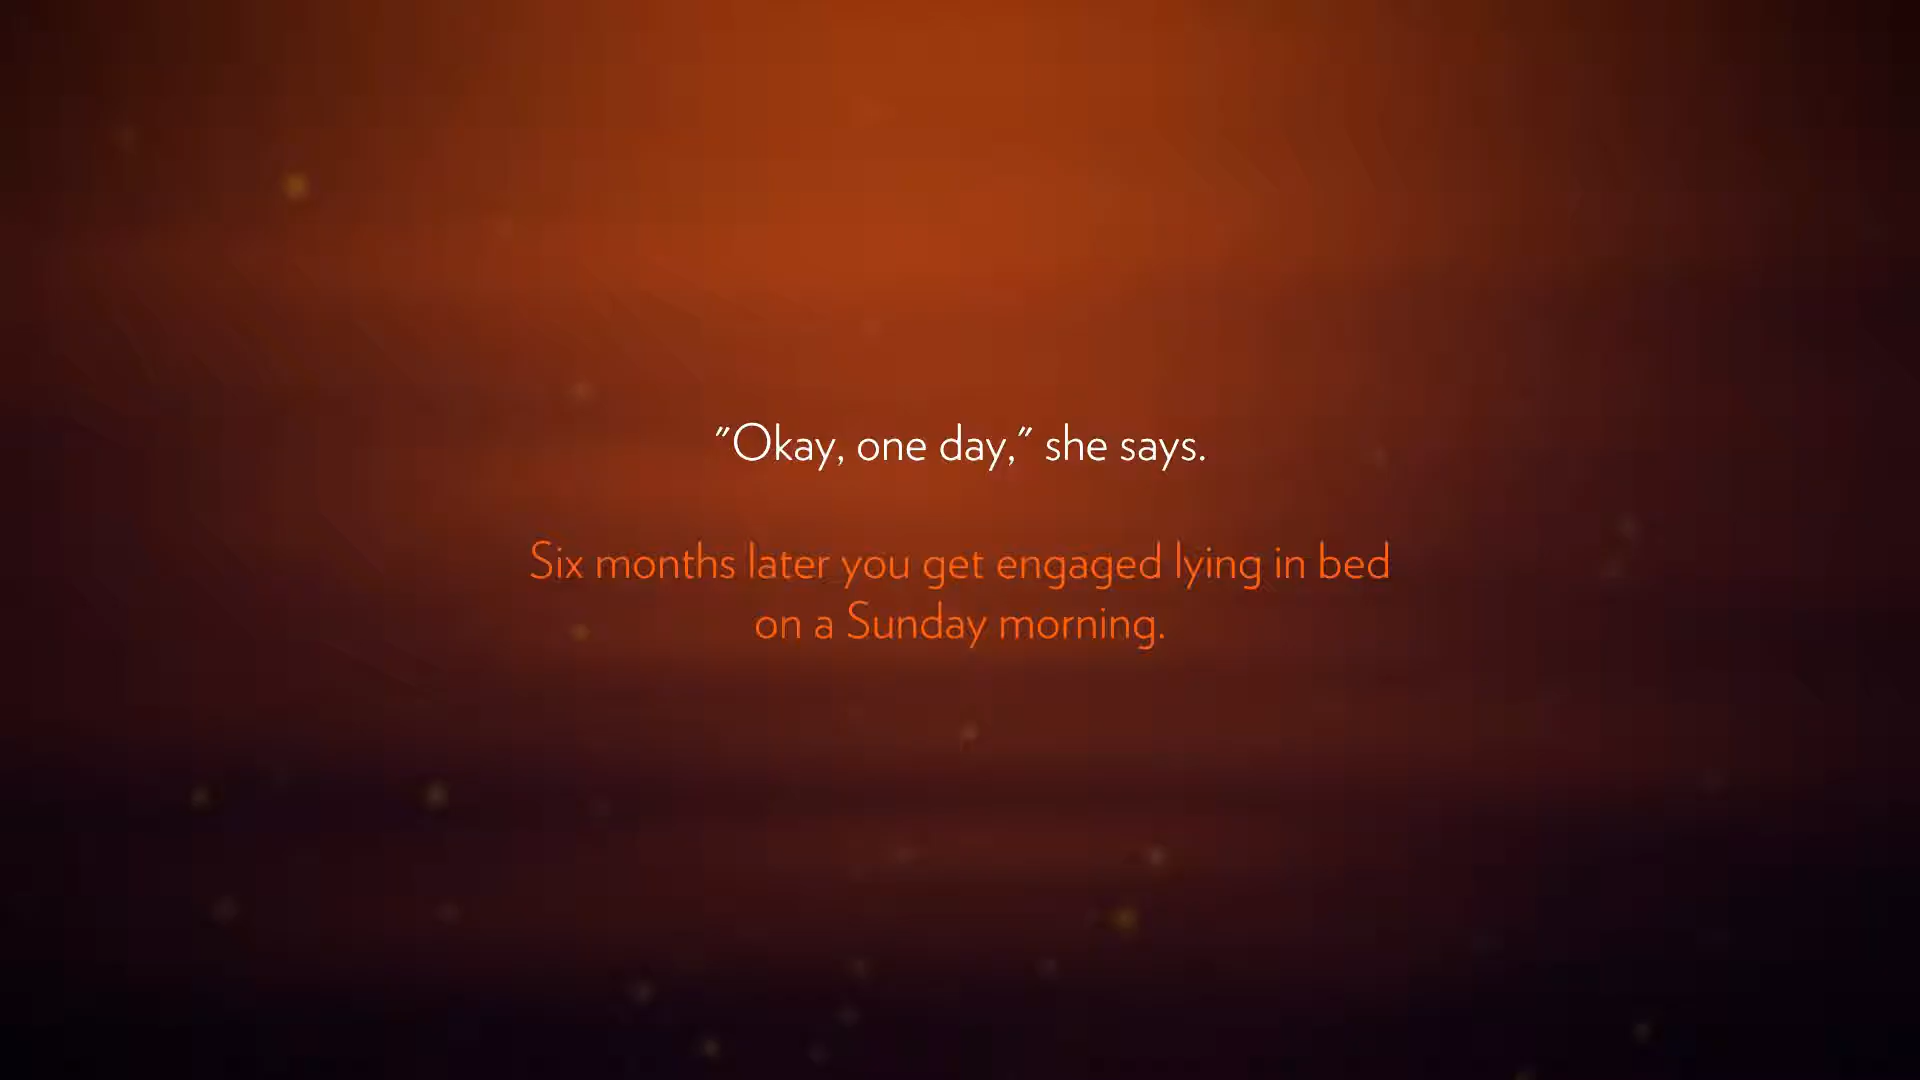 "Okay, one day," she says.
Six months later you get engaged lying in bed
on a Sunday morning.